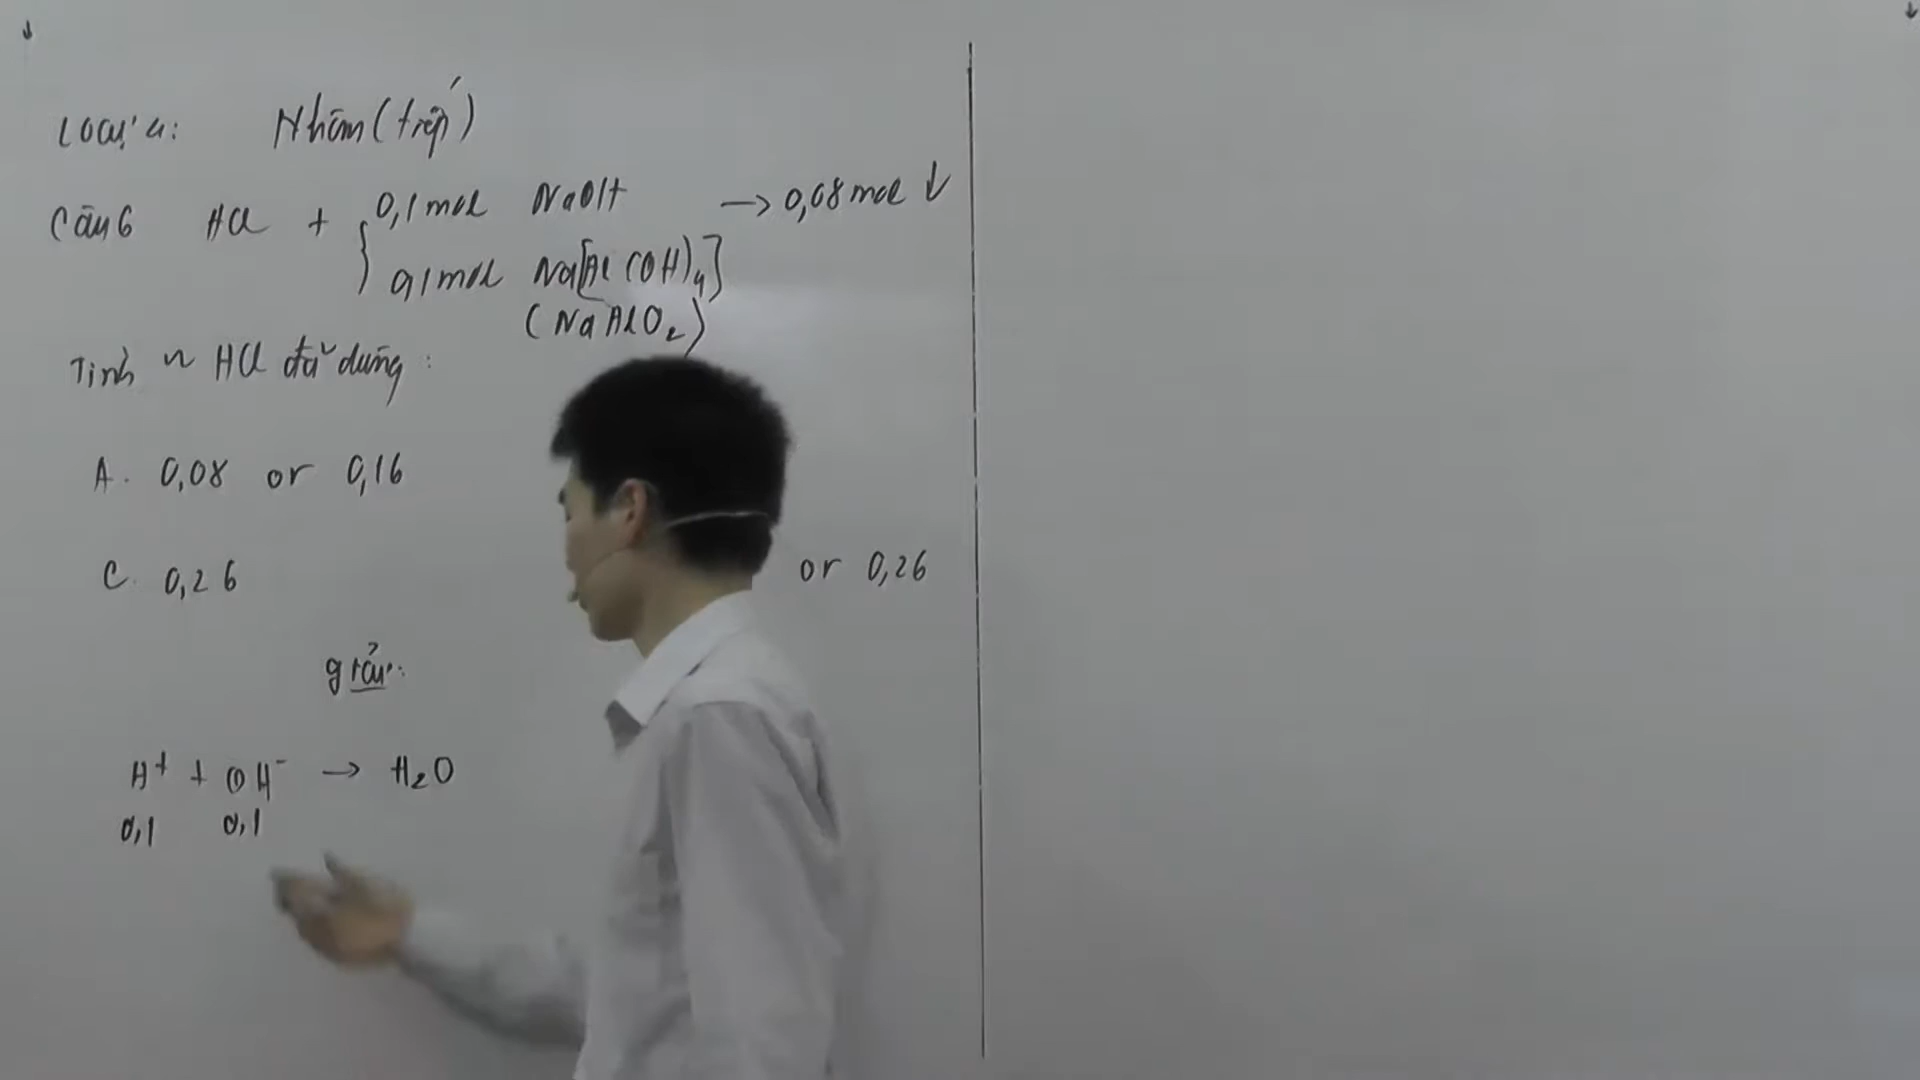 Loại 4: Nhôm (tiếp)
Câu 6 HCl + { 0,1 mol NaOH → 0,08 mol ↓
0,1 mol Na[Al(OH)4]
(NaAlO2)
Tính n HCl đã dùng:
A. 0,08 or 0,16
C. 0,26 or 0,26
giải:
H+ + OH- → H2O
0,1 0,1